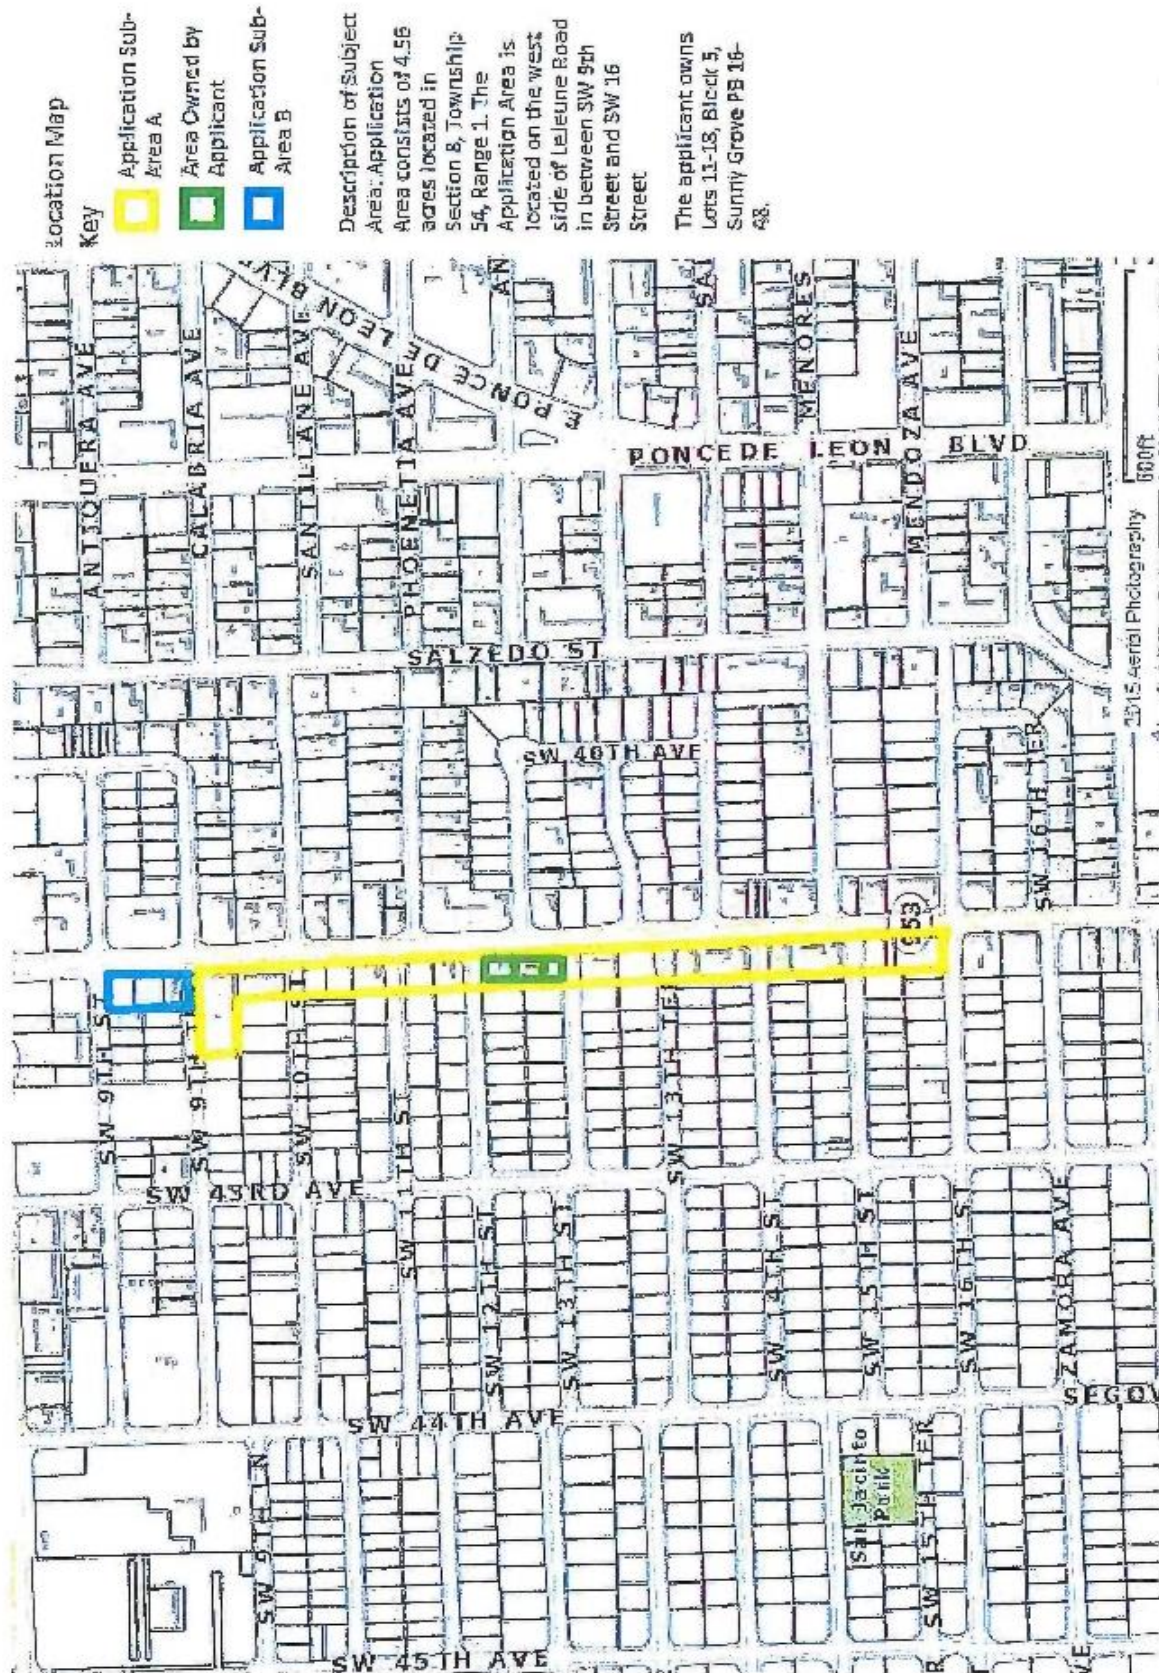 Location Map
Key
Application Sub-
Area A
Area Owned by
Applicant
Application Sub-
Area B
Description of Subject
Area: Application
Area consists of 4.56
acres located in
Section 8, Township
54, Range 1. The
Application Area is
located on the west
side of LeJeune Road
in between SW 9th
Street and SW 16
Street
The applicant owns
Lots 11-18, Block 5,
Sunny Grove PB 16-
48.
ANTIQUERA AVE
CALABRIA AVE
SANTILLANE AVE
PHOENETIA AVE
E PONCE DE LEON BLV
AN
SA
MENORES
MENDOZA AVE
PONCE DE LEON BLVD
SALZEDO ST
SW 40TH AVE
SW 16TH TER
953
SW 9TH ST
SW 9TH
SW 10TH ST
SW 11TH ST
SW 12TH ST
SW 13TH ST
SW 13TH TE
SW 14TH ST
SW 15TH ST
SW 16TH ST
ZAMORA AVE
SW 43RD AVE
SW 44TH AVE
SEGOV
SW 9TH LN
San Jacinto
Park
SW 15TH TER
SW 45TH AVE
600ft
2015 Aerial Photography